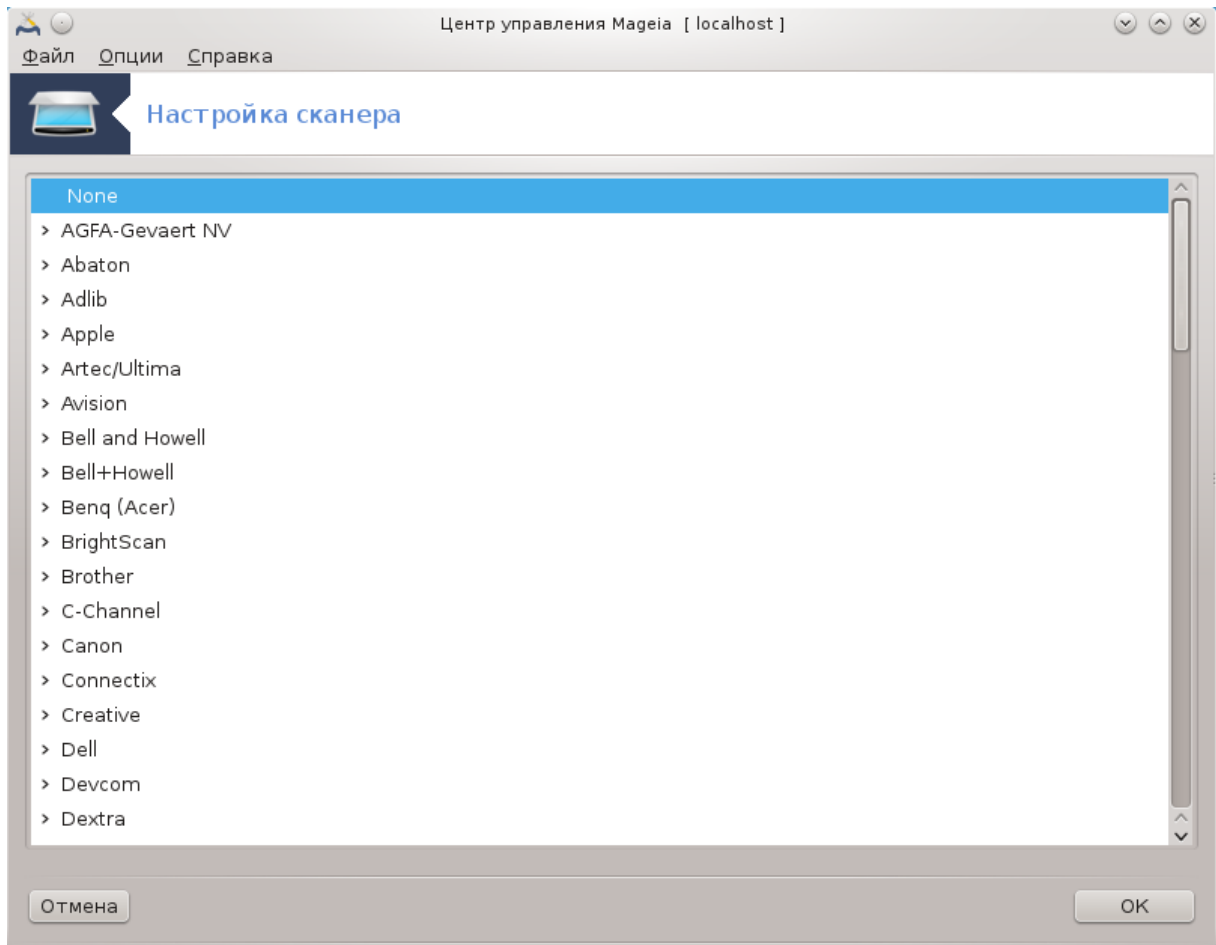 Центр управления Mageia [ localhost ]
Файл Опции Справка
Настройка сканера
None
AGFA-Gevaert NV
Abaton
Adlib
Apple
Artec/Ultima
Avision
Bell and Howell
Bell+Howell
Benq (Acer)
BrightScan
Brother
C-Channel
Canon
Connectix
Creative
Dell
Devcom
Dextra
Отмена OK